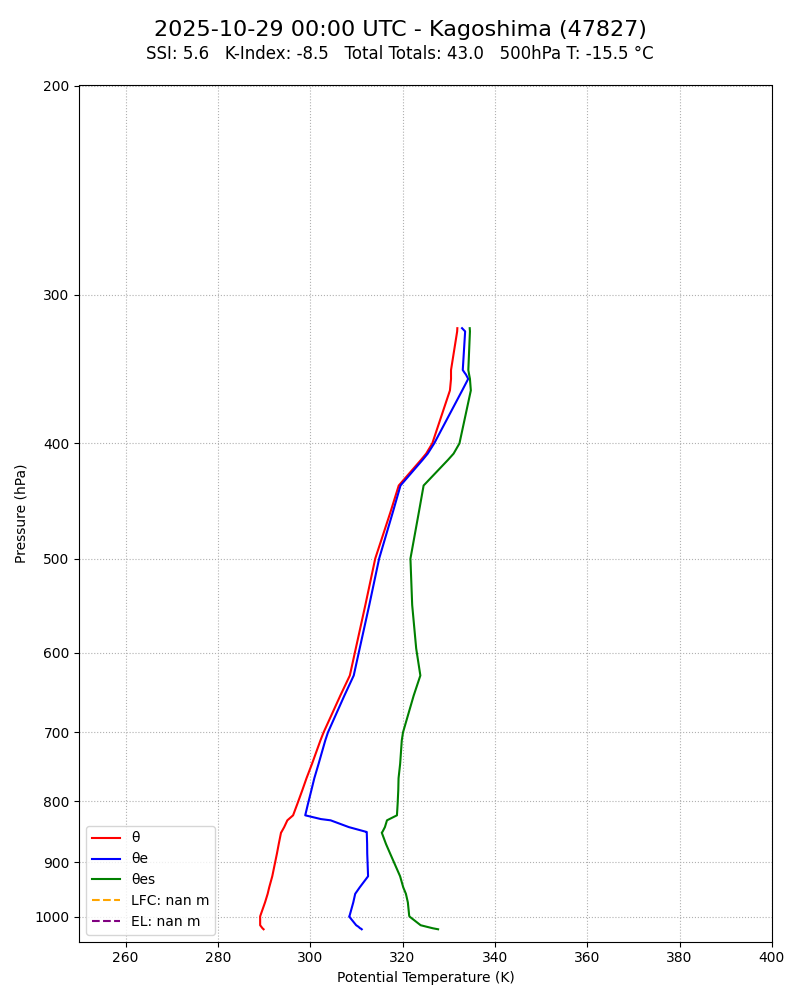 2025-10-29 00:00 UTC - Kagoshima (47827)
SSI: 5.6   K-Index: -8.5   Total Totals: 43.0   500hPa T: -15.5 °C
200
300
400
500
600
700
800
900
1000
Pressure (hPa)
θ
θe
θes
LFC: nan m
EL: nan m
260 280 300 320 340 360 380 400
Potential Temperature (K)